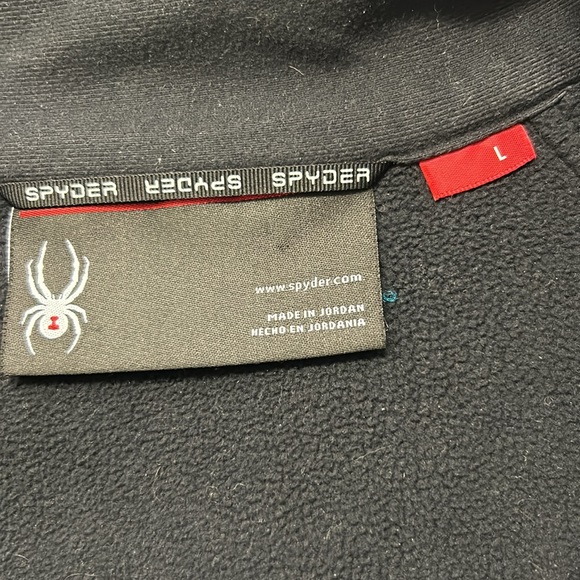 SPYDER SPYDER SPYDER
L
www.spyder.com
MADE IN JORDAN
HECHO EN JORDANIA